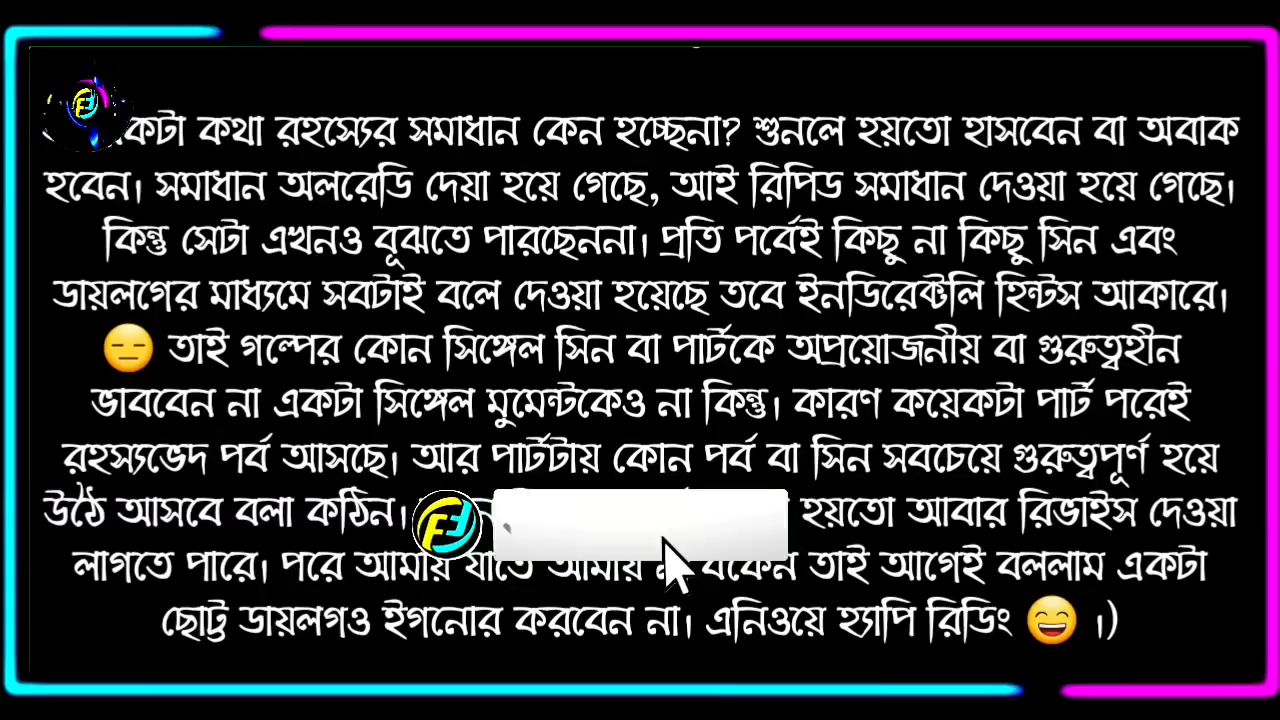 কটা কথা রহস্যের সমাধান কেন হচ্ছেনা? শুনলে হয়তো হাসবেন বা অবাক
হবেন। সমাধান অলরেডি দেয়া হয়ে গেছে, আই রিপিড সমাধান দেওয়া হয়ে গেছে।
কিন্তু সেটা এখনও বূঝতে পারছেননা। প্রতি পর্বেই কিছু না কিছু সিন এবং
ডায়লগের মাধ্যমে সবটাই বলে দেওয়া হয়েছে তবে ইনডিরেক্টলি হিন্টস আকারে।
😑 তাই গল্পের কোন সিঙ্গেল সিন বা পার্টকে অপ্রয়োজনীয় বা গুরুত্বহীন
ভাববেন না একটা সিঙ্গেল মুমেন্টকেও না কিন্তু। কারণ কয়েকটা পার্ট পরেই
রহস্যভেদ পর্ব আসছে। আর পার্টটায় কোন পর্ব বা সিন সবচেয়ে গুরুত্বপূর্ণ হয়ে
উঠৈ আসবে বলা কঠিন। হয়তো আবার রিভাইস দেওয়া
লাগতে পারে। পরে আমায় যাতে আমায় না বকেন তাই আগেই বললাম একটা
ছোট্ট ডায়লগও ইগনোর করবেন না। এনিওয়ে হ্যাপি রিডিং 😄 ।)